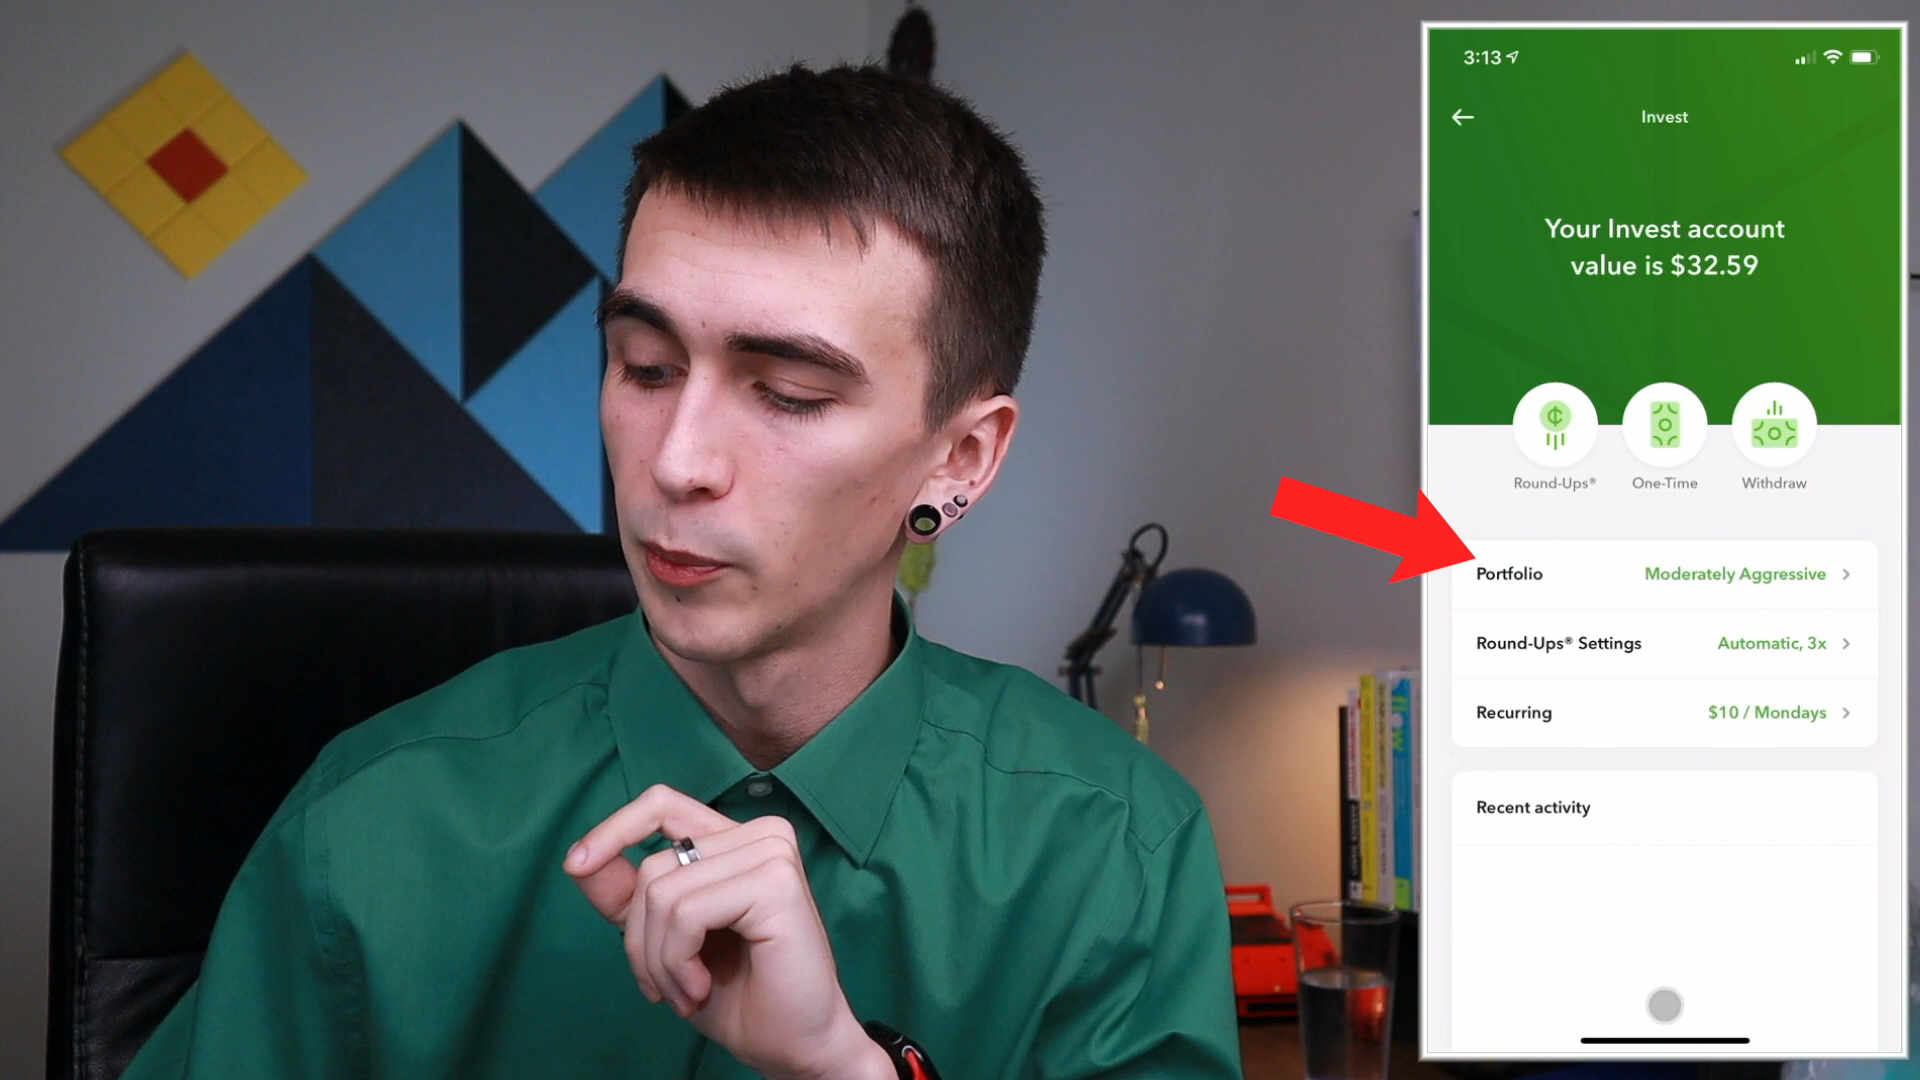 3:13
Invest
Your Invest account
value is $32.59
Round-Ups®
One-Time
Withdraw
Portfolio
Moderately Aggressive
Round-Ups® Settings
Automatic, 3x
Recurring
$10 / Mondays
Recent activity
flow